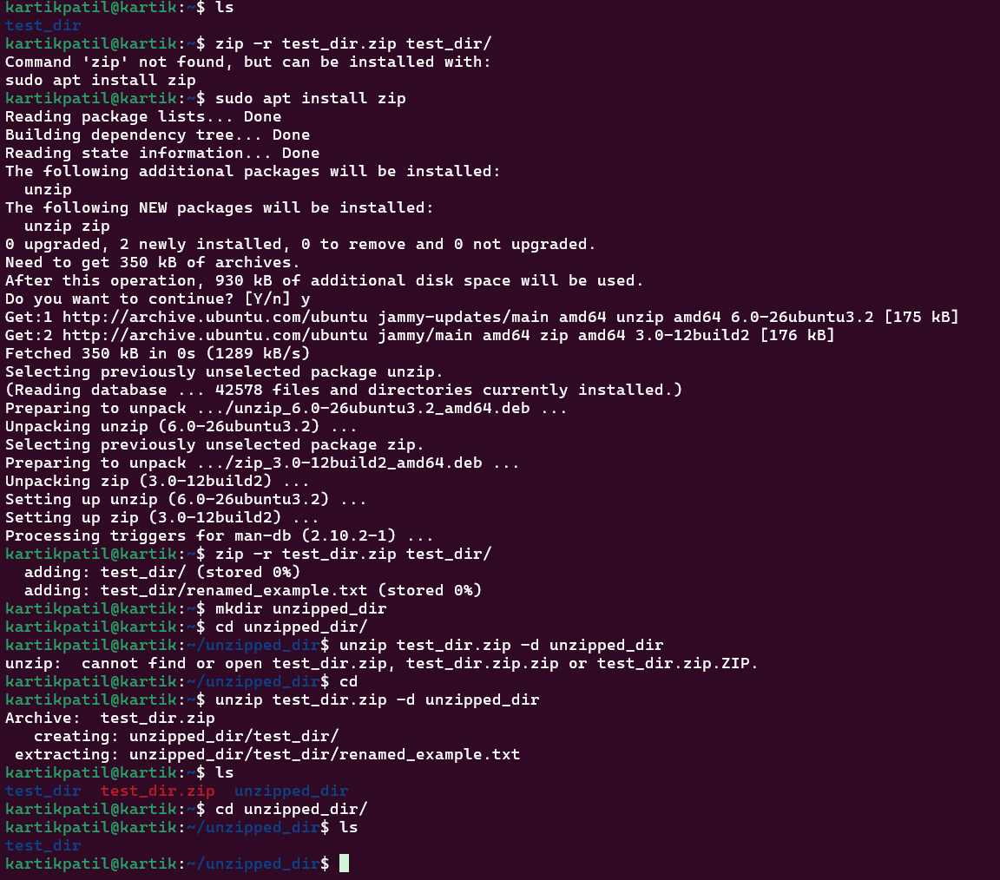 kartikpatil@kartik:~$ ls
test_dir
kartikpatil@kartik:~$ zip -r test_dir.zip test_dir/
Command 'zip' not found, but can be installed with:
sudo apt install zip
kartikpatil@kartik:~$ sudo apt install zip
Reading package lists... Done
Building dependency tree... Done
Reading state information... Done
The following additional packages will be installed:
  unzip
The following NEW packages will be installed:
  unzip zip
0 upgraded, 2 newly installed, 0 to remove and 0 not upgraded.
Need to get 350 kB of archives.
After this operation, 930 kB of additional disk space will be used.
Do you want to continue? [Y/n] y
Get:1 http://archive.ubuntu.com/ubuntu jammy-updates/main amd64 unzip amd64 6.0-26ubuntu3.2 [175 kB]
Get:2 http://archive.ubuntu.com/ubuntu jammy/main amd64 zip amd64 3.0-12build2 [176 kB]
Fetched 350 kB in 0s (1289 kB/s)
Selecting previously unselected package unzip.
(Reading database ... 42578 files and directories currently installed.)
Preparing to unpack .../unzip_6.0-26ubuntu3.2_amd64.deb ...
Unpacking unzip (6.0-26ubuntu3.2) ...
Selecting previously unselected package zip.
Preparing to unpack .../zip_3.0-12build2_amd64.deb ...
Unpacking zip (3.0-12build2) ...
Setting up unzip (6.0-26ubuntu3.2) ...
Setting up zip (3.0-12build2) ...
Processing triggers for man-db (2.10.2-1) ...
kartikpatil@kartik:~$ zip -r test_dir.zip test_dir/
  adding: test_dir/ (stored 0%)
  adding: test_dir/renamed_example.txt (stored 0%)
kartikpatil@kartik:~$ mkdir unzipped_dir
kartikpatil@kartik:~$ cd unzipped_dir/
kartikpatil@kartik:~/unzipped_dir$ unzip test_dir.zip -d unzipped_dir
unzip:  cannot find or open test_dir.zip, test_dir.zip.zip or test_dir.zip.ZIP.
kartikpatil@kartik:~/unzipped_dir$ cd
kartikpatil@kartik:~$ unzip test_dir.zip -d unzipped_dir
Archive:  test_dir.zip
   creating: unzipped_dir/test_dir/
 extracting: unzipped_dir/test_dir/renamed_example.txt
kartikpatil@kartik:~$ ls
test_dir  test_dir.zip  unzipped_dir
kartikpatil@kartik:~$ cd unzipped_dir/
kartikpatil@kartik:~/unzipped_dir$ ls
test_dir
kartikpatil@kartik:~/unzipped_dir$